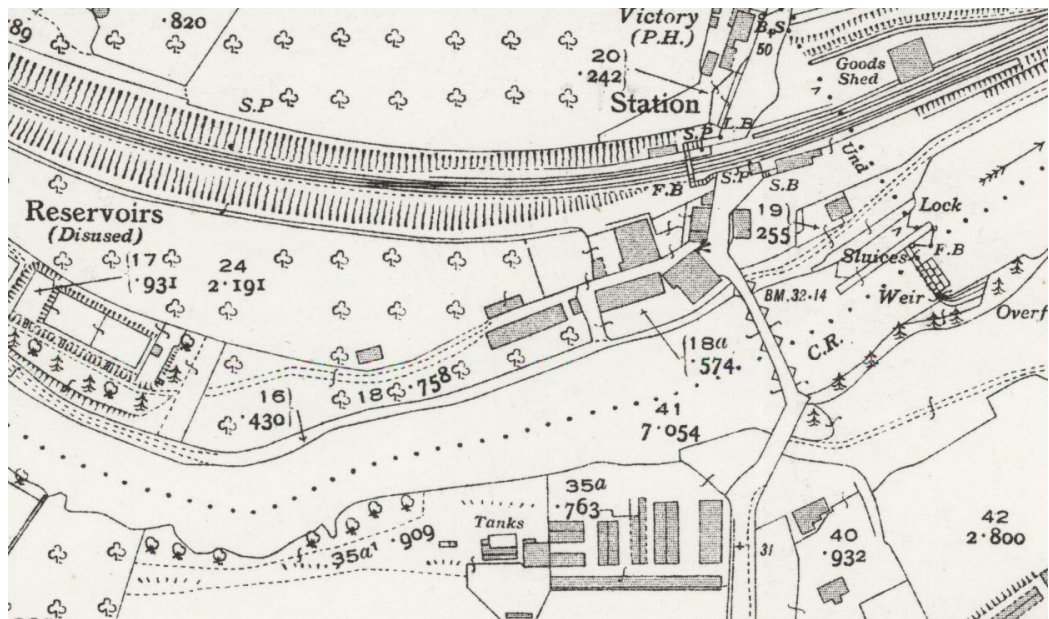 89
·820
Victory
(P.H.)
B.S.
50
20
·242
Goods
Shed
S.P
Station
S.P
L.B
F.B
S.P
S.B
Und
Reservoirs
(Disused)
19
·255
Lock
Sluices
F.B
17
·931
24
2·191
BM.32·14
Weir
Overf
C.R.
18a
·574
16
·430
18
·758
41
7·054
35a
·763
Tanks
35a¹
·909
31
40
·932
42
2·800